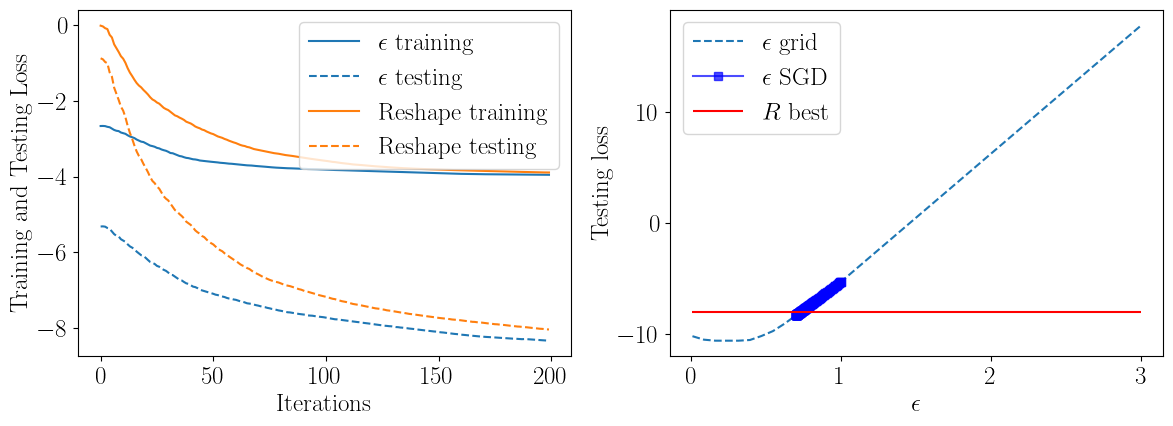 Training and Testing Loss
0
−2
−4
−6
−8
ϵ training
ϵ testing
Reshape training
Reshape testing
0
50
100
150
200
Iterations
Testing loss
10
0
−10
ϵ grid
ϵ SGD
R best
0
1
2
3
ϵ